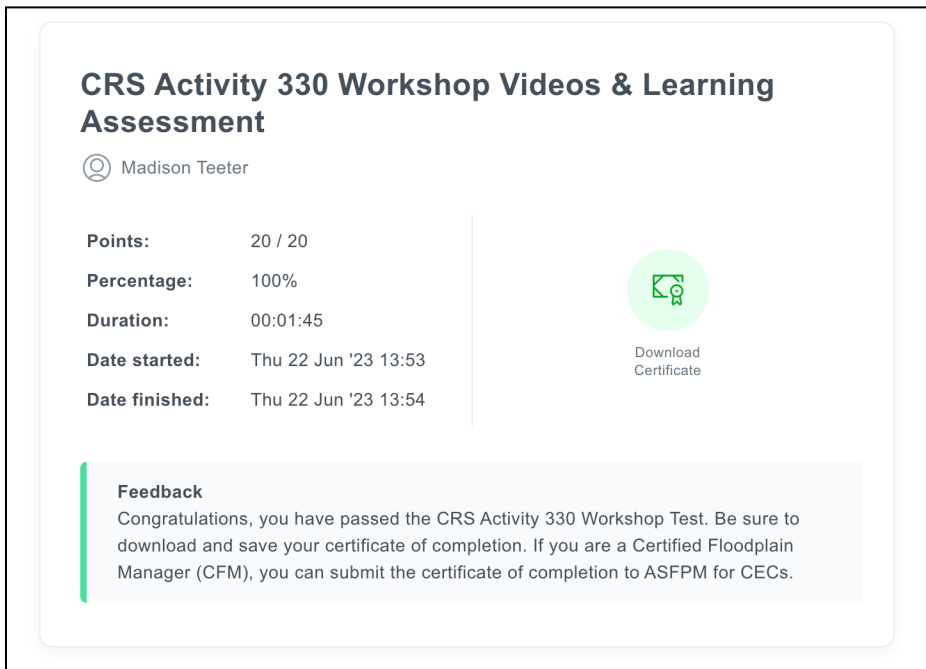 CRS Activity 330 Workshop Videos & Learning
Assessment
Madison Teeter
Points: 20 / 20
Percentage: 100%
Duration: 00:01:45
Date started: Thu 22 Jun '23 13:53
Date finished: Thu 22 Jun '23 13:54
Download
Certificate
Feedback
Congratulations, you have passed the CRS Activity 330 Workshop Test. Be sure to
download and save your certificate of completion. If you are a Certified Floodplain
Manager (CFM), you can submit the certificate of completion to ASFPM for CECs.